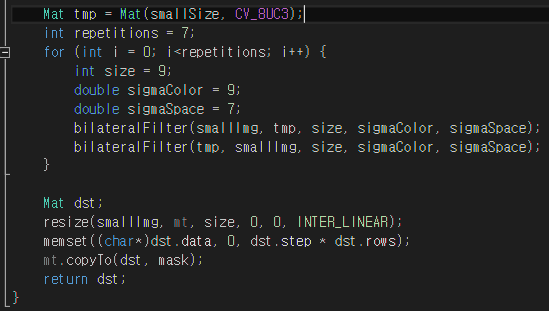 Mat tmp = Mat(smallSize, CV_8UC3);
int repetitions = 7;
for (int i = 0; i<repetitions; i++) {
int size = 9;
double sigmaColor = 9;
double sigmaSpace = 7;
bilateralFilter(smallImg, tmp, size, sigmaColor, sigmaSpace);
bilateralFilter(tmp, smallImg, size, sigmaColor, sigmaSpace);
}
Mat dst;
resize(smallImg, mt, size, 0, 0, INTER_LINEAR);
memset((char*)dst.data, 0, dst.step * dst.rows);
mt.copyTo(dst, mask);
return dst;
}